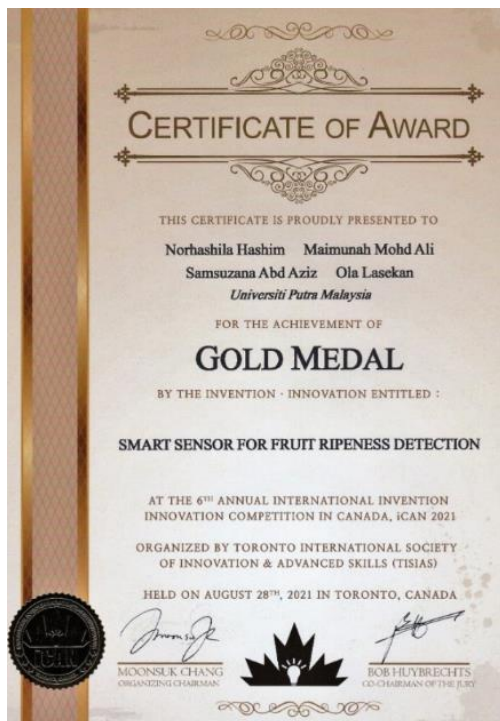 CERTIFICATE OF AWARD
THIS CERTIFICATE IS PROUDLY PRESENTED TO
Norhashila Hashim Maimunah Mohd Ali
Samsuzana Abd Aziz Ola Lasekan
Universiti Putra Malaysia
FOR THE ACHIEVEMENT OF
GOLD MEDAL
BY THE INVENTION · INNOVATION ENTITLED :
SMART SENSOR FOR FRUIT RIPENESS DETECTION
AT THE 6TH ANNUAL INTERNATIONAL INVENTION
INNOVATION COMPETITION IN CANADA, iCAN 2021
ORGANIZED BY TORONTO INTERNATIONAL SOCIETY
OF INNOVATION & ADVANCED SKILLS (TISIAS)
HELD ON AUGUST 28TH, 2021 IN TORONTO, CANADA
iCAN
MOONSUK CHANG
ORGANIZING CHAIRMAN
BOB HUYBRECHTS
CO-CHAIRMAN OF THE JURY